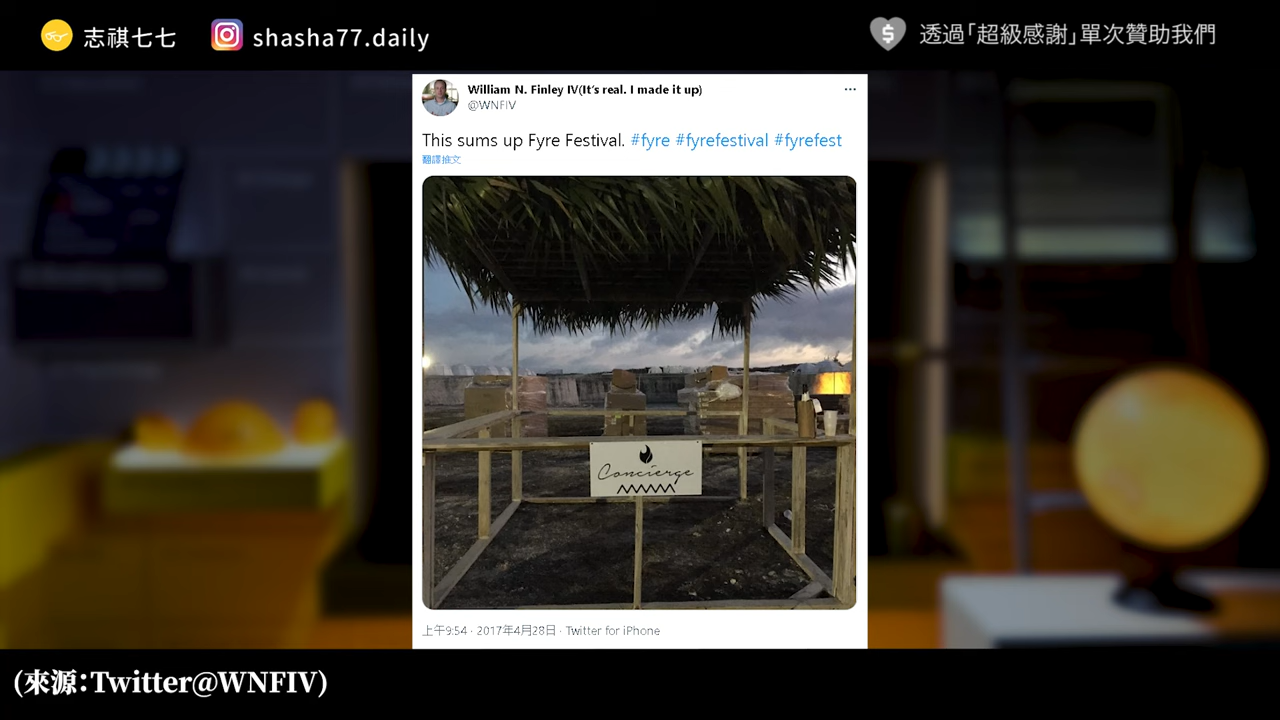 志祺七七
shasha77.daily
透過「超級感謝」單次贊助我們
William N. Finley IV(It's real. I made it up)
@WNFIV
This sums up Fyre Festival. #fyre #fyrefestival #fyrefest
翻譯推文
Concierge
上午9:54 · 2017年4月28日 · Twitter for iPhone
(來源：Twitter@WNFIV)